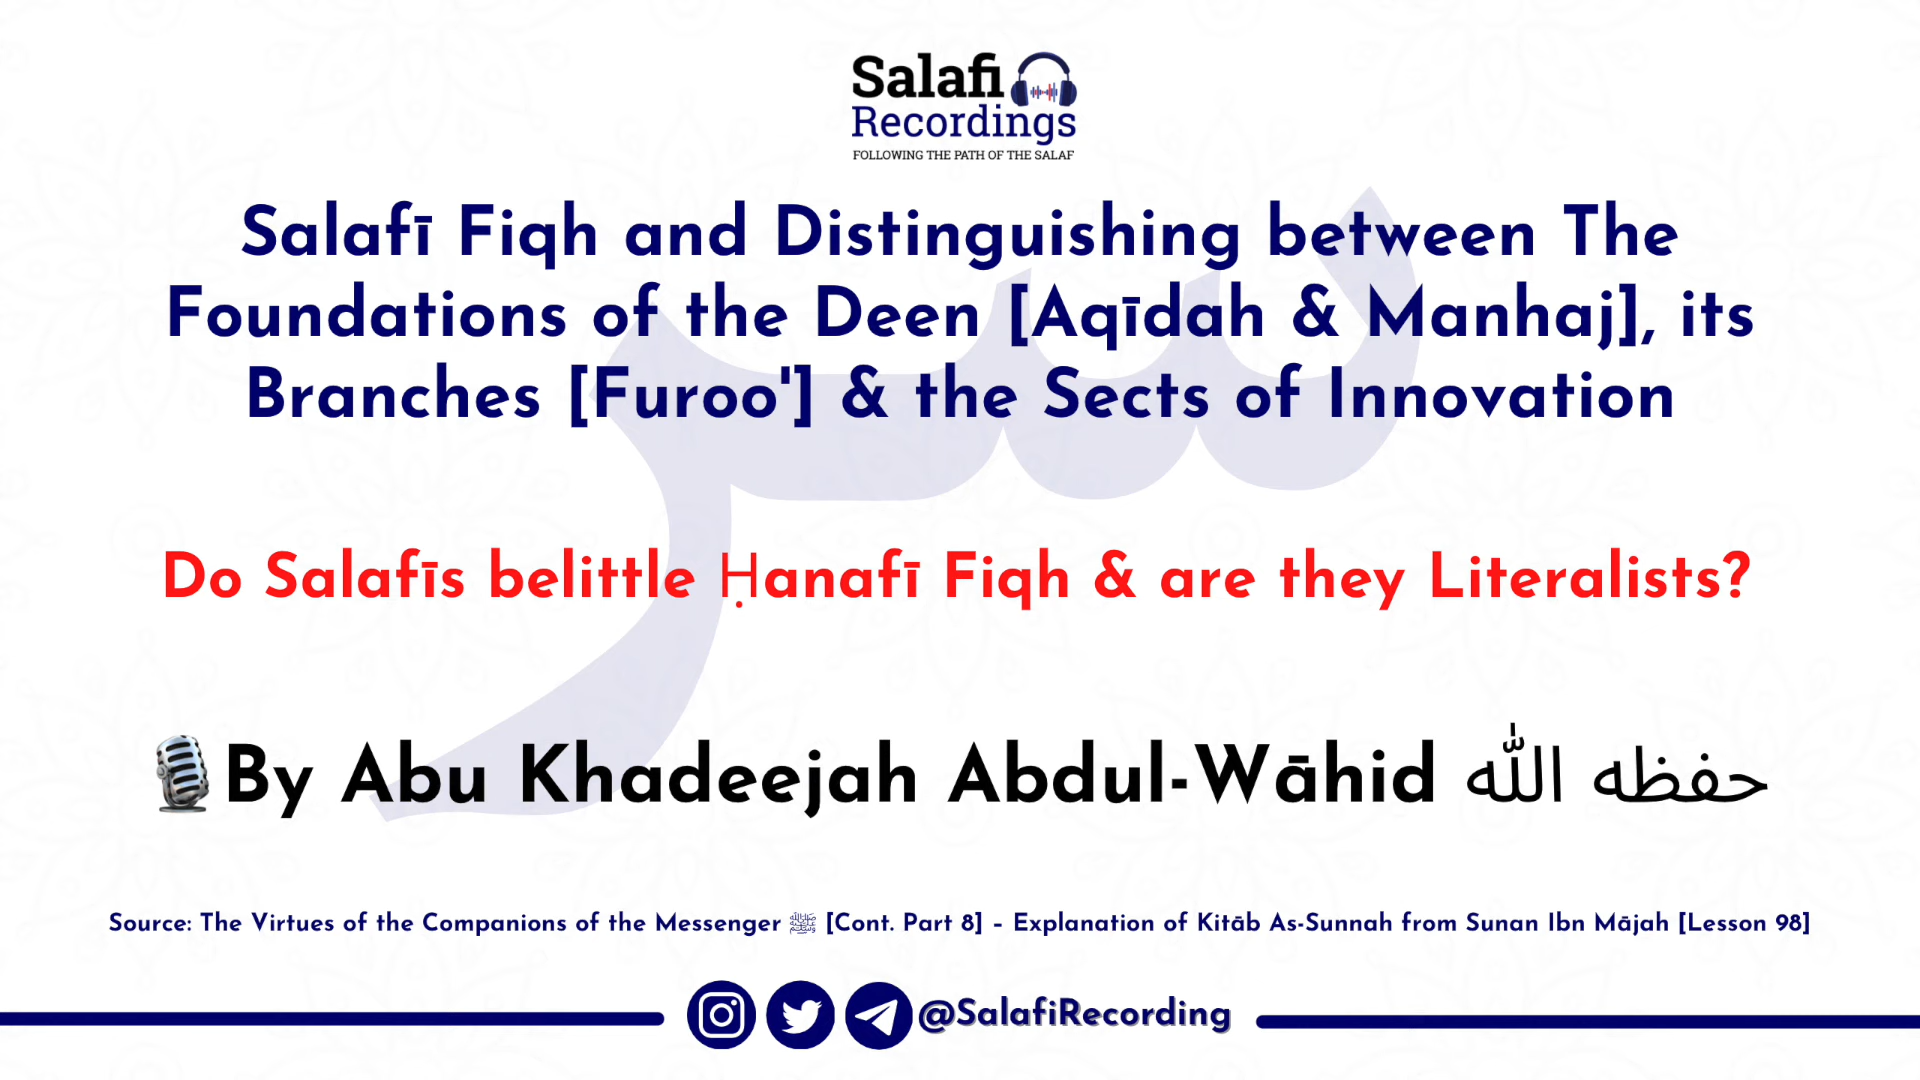 Salafi
Recordings
FOLLOWING THE PATH OF THE SALAF
Salafī Fiqh and Distinguishing between The
Foundations of the Deen [Aqīdah & Manhaj], its
Branches [Furoo'] & the Sects of Innovation
Do Salafīs belittle Ḥanafī Fiqh & are they Literalists?
By Abu Khadeejah Abdul-Wāhid حفظه الله
Source: The Virtues of the Companions of the Messenger ﷺ [Cont. Part 8] – Explanation of Kitāb As-Sunnah from Sunan Ibn Mājah [Lesson 98]
@SalafiRecording